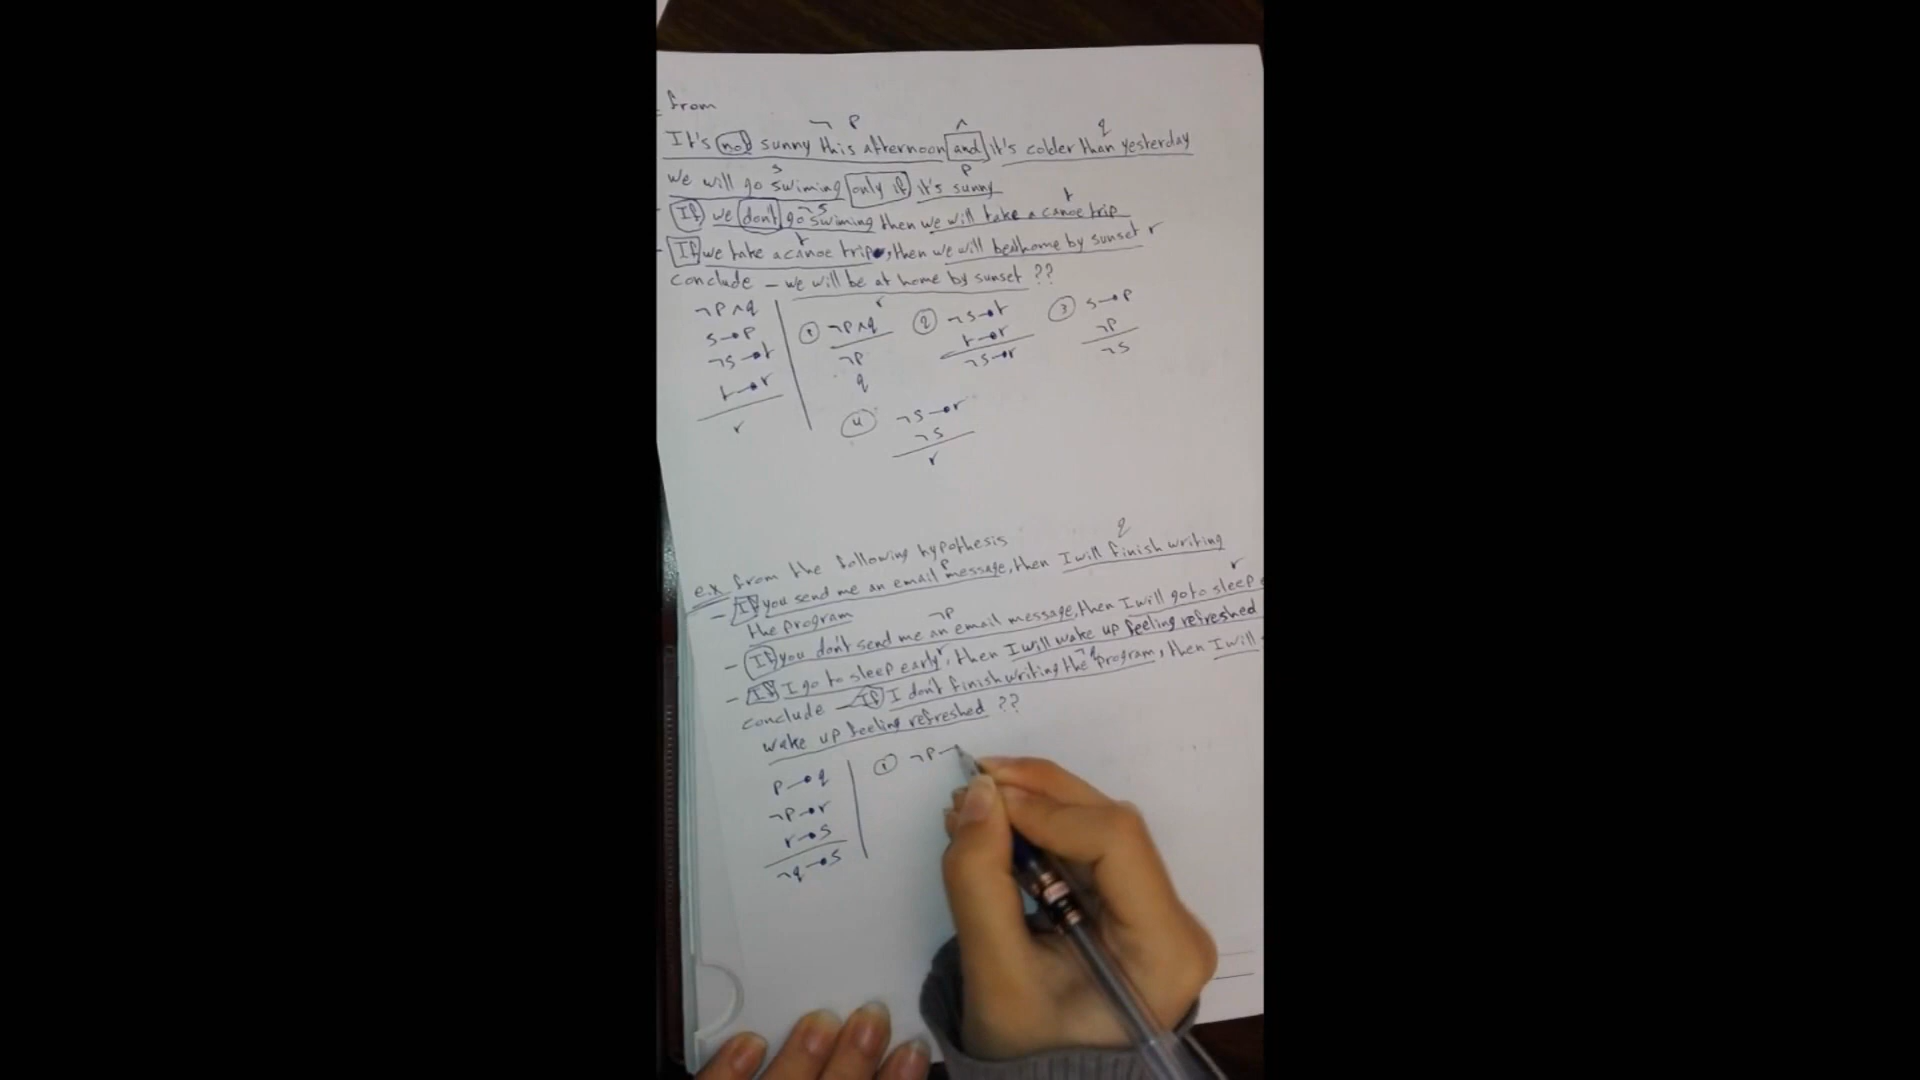 from
¬ P ^ q
It's not sunny this afternoon and it's colder than yesterday
s P
we will go swiming only if it's sunny
¬s t
- If we don't go swiming then we will take a canoe trip
t
- If we take a canoe trip, then we will be home by sunset r
conclude - we will be at home by sunset ??
r
¬P ∧ q
s → P
¬s → t
t → r
r
① ¬P ∧ q
¬P
q
② ¬s → t
t → r
¬s → r
③ s → P
¬P
¬s
④ ¬s → r
¬s
r
e.x from the following hypothesis
P q
- If you send me an email message, then I will finish writing
the program
¬P r
- If you don't send me an email message, then I will go to sleep
r
- If I go to sleep early, then I will wake up feeling refreshed
¬q
conclude - If I don't finish writing the program, then I will
wake up feeling refreshed ??
P → q
¬P → r
r → s
¬q → s
① ¬P →